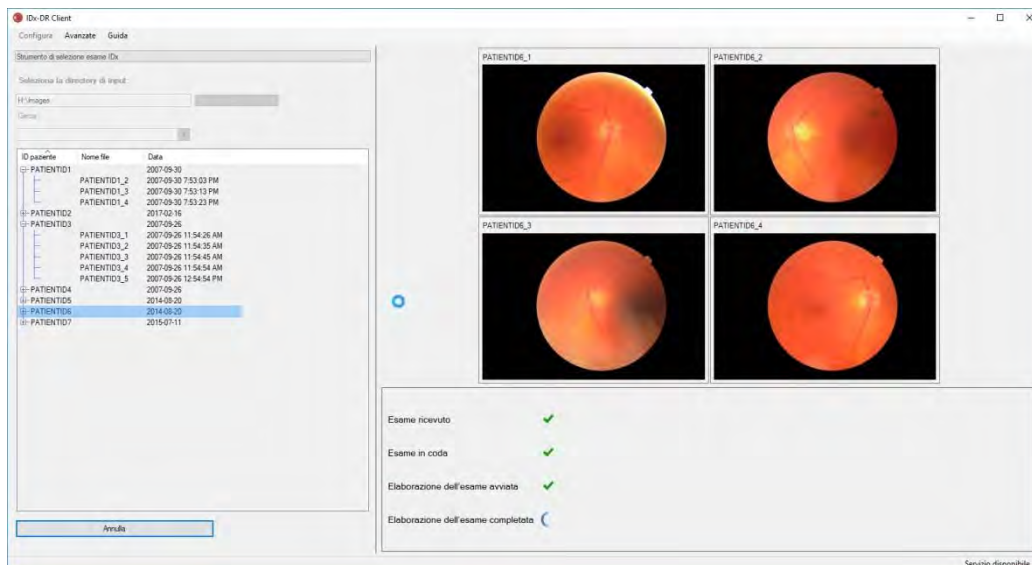 IDx-DR Client
Configura Avanzate Guida
Strumento di selezione esame IDx
Seleziona la directory di input:
H:\Images
Cerca:
ID paziente Nome file Data
PATIENTID1 2007-09-30
PATIENTID1_2 2007-09-30 7:53:03 PM
PATIENTID1_3 2007-09-30 7:53:13 PM
PATIENTID1_4 2007-09-30 7:53:23 PM
PATIENTID2 2017-02-16
PATIENTID3 2007-09-26
PATIENTID3_1 2007-09-26 11:54:26 AM
PATIENTID3_2 2007-09-26 11:54:35 AM
PATIENTID3_3 2007-09-26 11:54:45 AM
PATIENTID3_4 2007-09-26 11:54:54 AM
PATIENTID3_5 2007-09-26 12:54:54 PM
PATIENTID4 2007-09-26
PATIENTID5 2014-08-20
PATIENTID6 2014-08-20
PATIENTID7 2015-07-11
Annulla
PATIENTID6_1 PATIENTID6_2
PATIENTID6_3 PATIENTID6_4
Esame ricevuto
Esame in coda
Elaborazione dell'esame avviata
Elaborazione dell'esame completata
Servizio disponibile